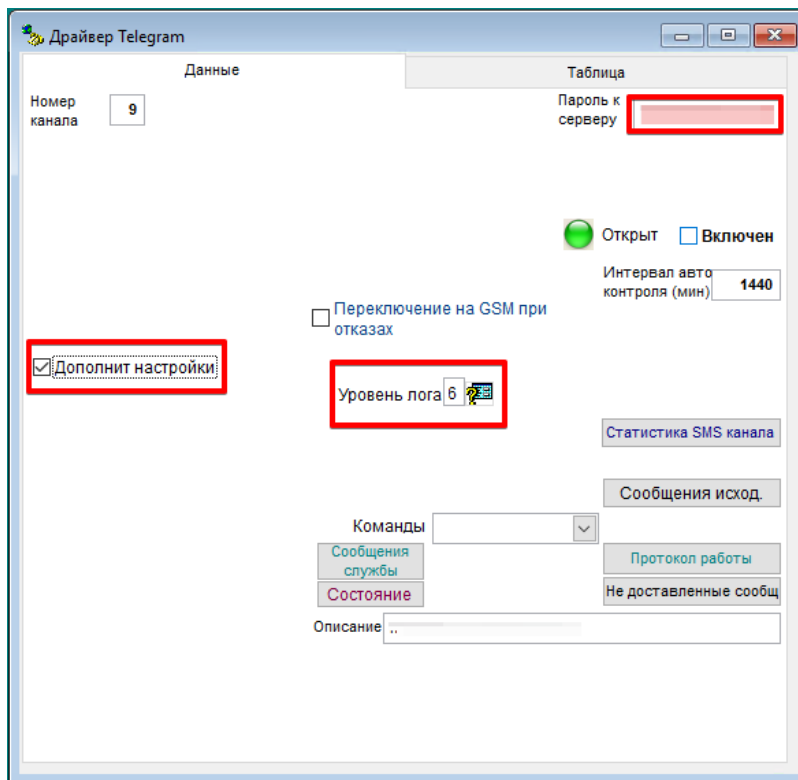 Драйвер Telegram
Данные
Таблица
Номер
канала
9
Пароль к
серверу
Открыт
Включен
Интервал авто
контроля (мин)
1440
Переключение на GSM при
отказах
Дополнит настройки
Уровень лога 6
Статистика SMS канала
Сообщения исход.
Команды
Сообщения
службы
Протокол работы
Состояние
Не доставленные сообщ
Описание